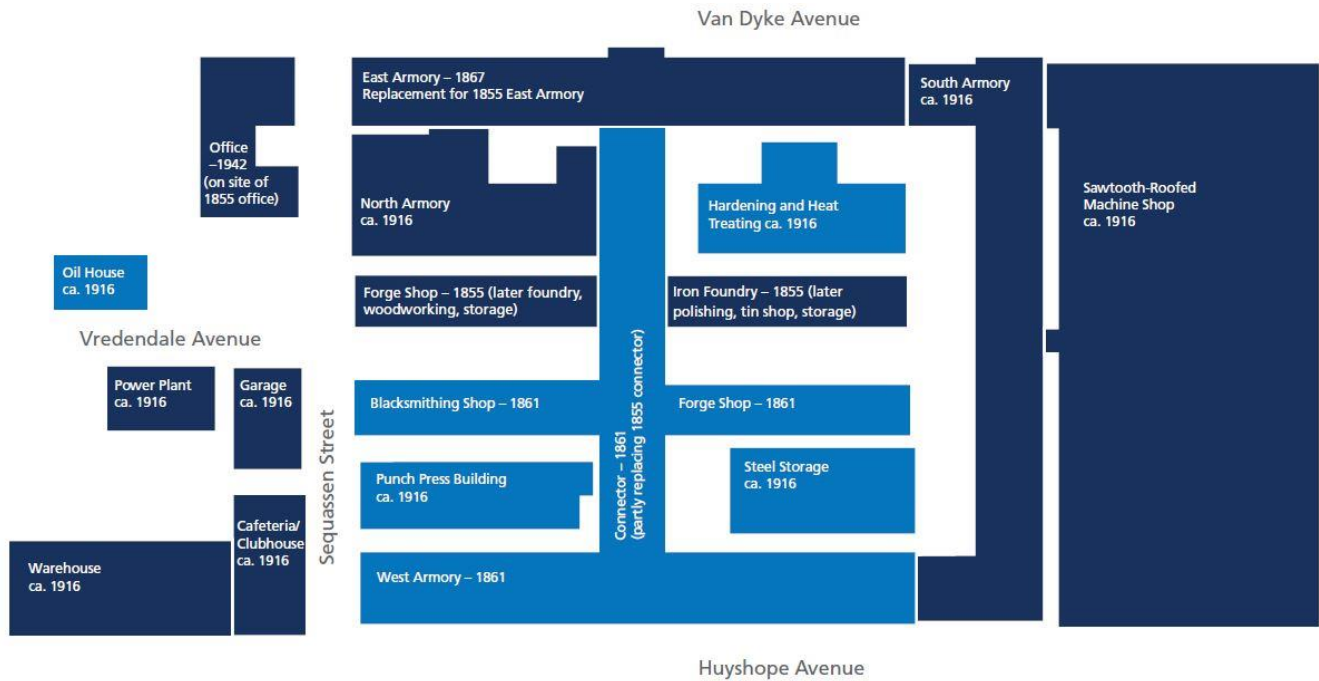 Van Dyke Avenue
East Armory – 1867
Replacement for 1855 East Armory
South Armory
ca. 1916
Office
–1942
(on site of
1855 office)
North Armory
ca. 1916
Hardening and Heat
Treating ca. 1916
Sawtooth-Roofed
Machine Shop
ca. 1916
Oil House
ca. 1916
Forge Shop – 1855 (later foundry,
woodworking, storage)
Iron Foundry – 1855 (later
polishing, tin shop, storage)
Vredendale Avenue
Power Plant
ca. 1916
Garage
ca. 1916
Sequassen Street
Blacksmithing Shop – 1861
Connector – 1861
(partly replacing 1855 connector)
Forge Shop – 1861
Punch Press Building
ca. 1916
Steel Storage
ca. 1916
Cafeteria/
Clubhouse
ca. 1916
Warehouse
ca. 1916
West Armory – 1861
Huyshope Avenue